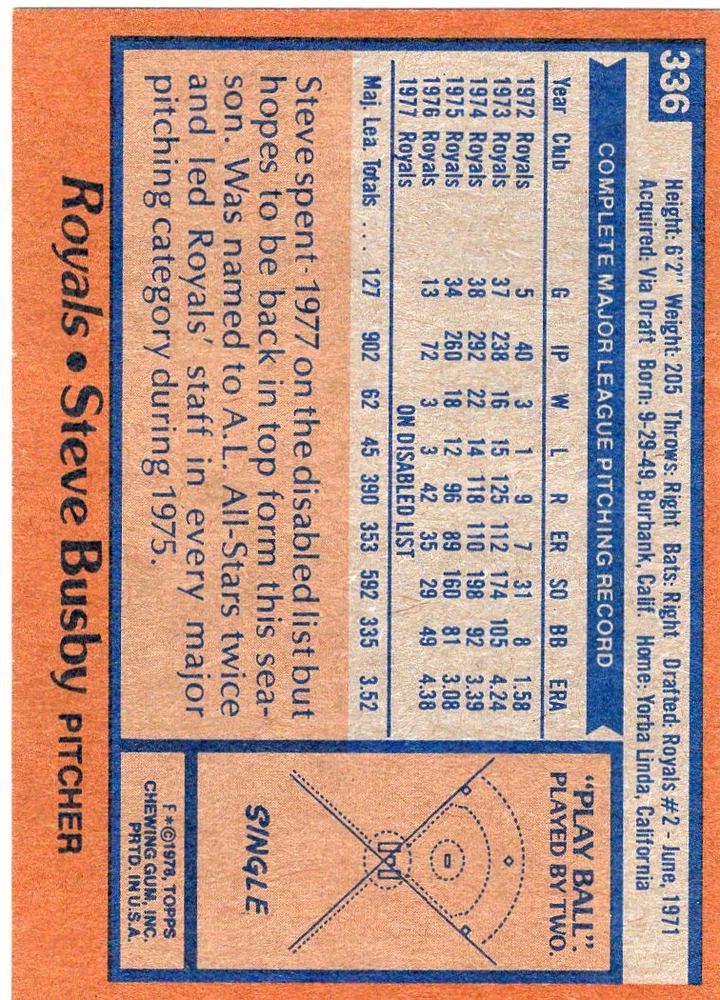 336
Height: 6'2" Weight: 205 Throws: Right Bats: Right Drafted: Royals #2 - June, 1971
Acquired: Via Draft Born: 9-29-49, Burbank, Calif. Home: Yorba Linda, California
COMPLETE MAJOR LEAGUE PITCHING RECORD
Year Club G IP W L R ER SO BB ERA
1972 Royals 5 40 3 1 9 7 31 8 1.58
1973 Royals 37 238 16 15 125 112 174 105 4.24
1974 Royals 38 292 22 14 118 110 198 92 3.39
1975 Royals 34 260 18 12 96 89 160 81 3.08
1976 Royals 13 72 3 3 42 35 29 49 4.38
1977 Royals ON DISABLED LIST
Maj. Lea. Totals .... 127 902 62 45 390 353 592 335 3.52
Steve spent 1977 on the disabled list but
hopes to be back in top form this sea-
son. Was named to A.L. All-Stars twice
and led Royals' staff in every major
pitching category during 1975.
"PLAY BALL"
PLAYED BY TWO.
SINGLE
F*©1978, TOPPS
CHEWING GUM, INC.
PRTD. IN U.S.A.
Royals • Steve Busby PITCHER